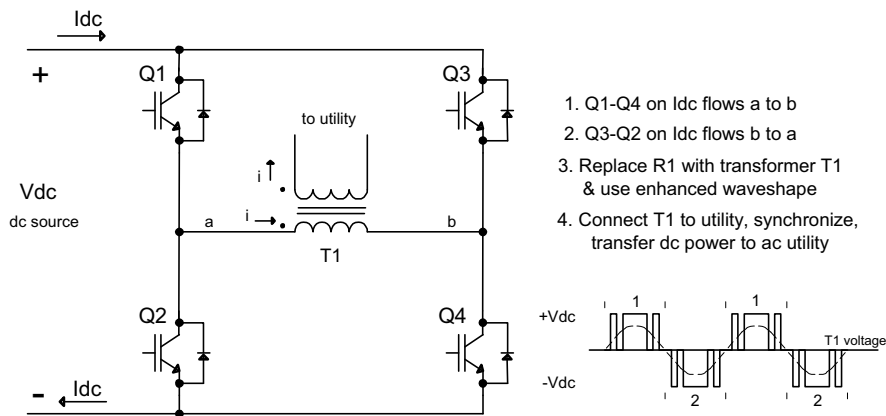 Idc
+
Q1
Q3
to utility
1. Q1-Q4 on Idc flows a to b
2. Q3-Q2 on Idc flows b to a
3. Replace R1 with transformer T1
& use enhanced waveshape
4. Connect T1 to utility, synchronize,
transfer dc power to ac utility
Vdc
dc source
i
i
a
b
T1
Q2
Q4
-
Idc
1
1
+Vdc
T1 voltage
-Vdc
2
2